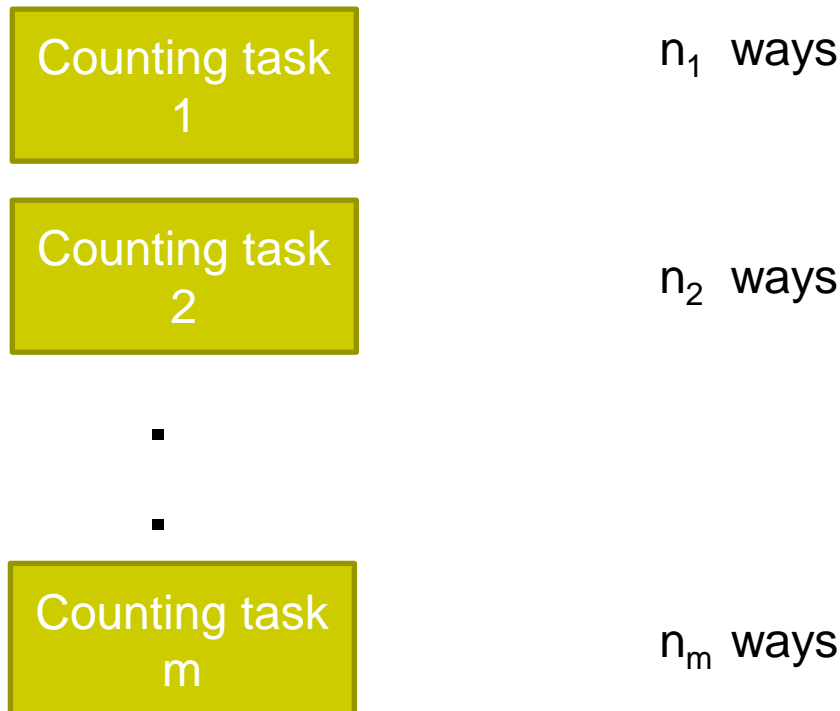 Counting task
1
n₁ ways
Counting task
2
n₂ ways
.
.
Counting task
m
nₘ ways